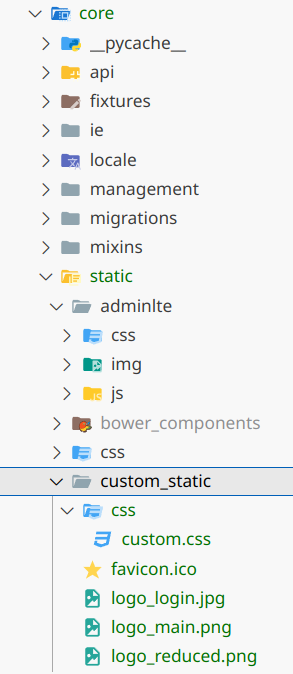 core
__pycache__
api
fixtures
ie
locale
management
migrations
mixins
static
adminlte
css
img
js
bower_components
css
custom_static
css
custom.css
favicon.ico
logo_login.jpg
logo_main.png
logo_reduced.png